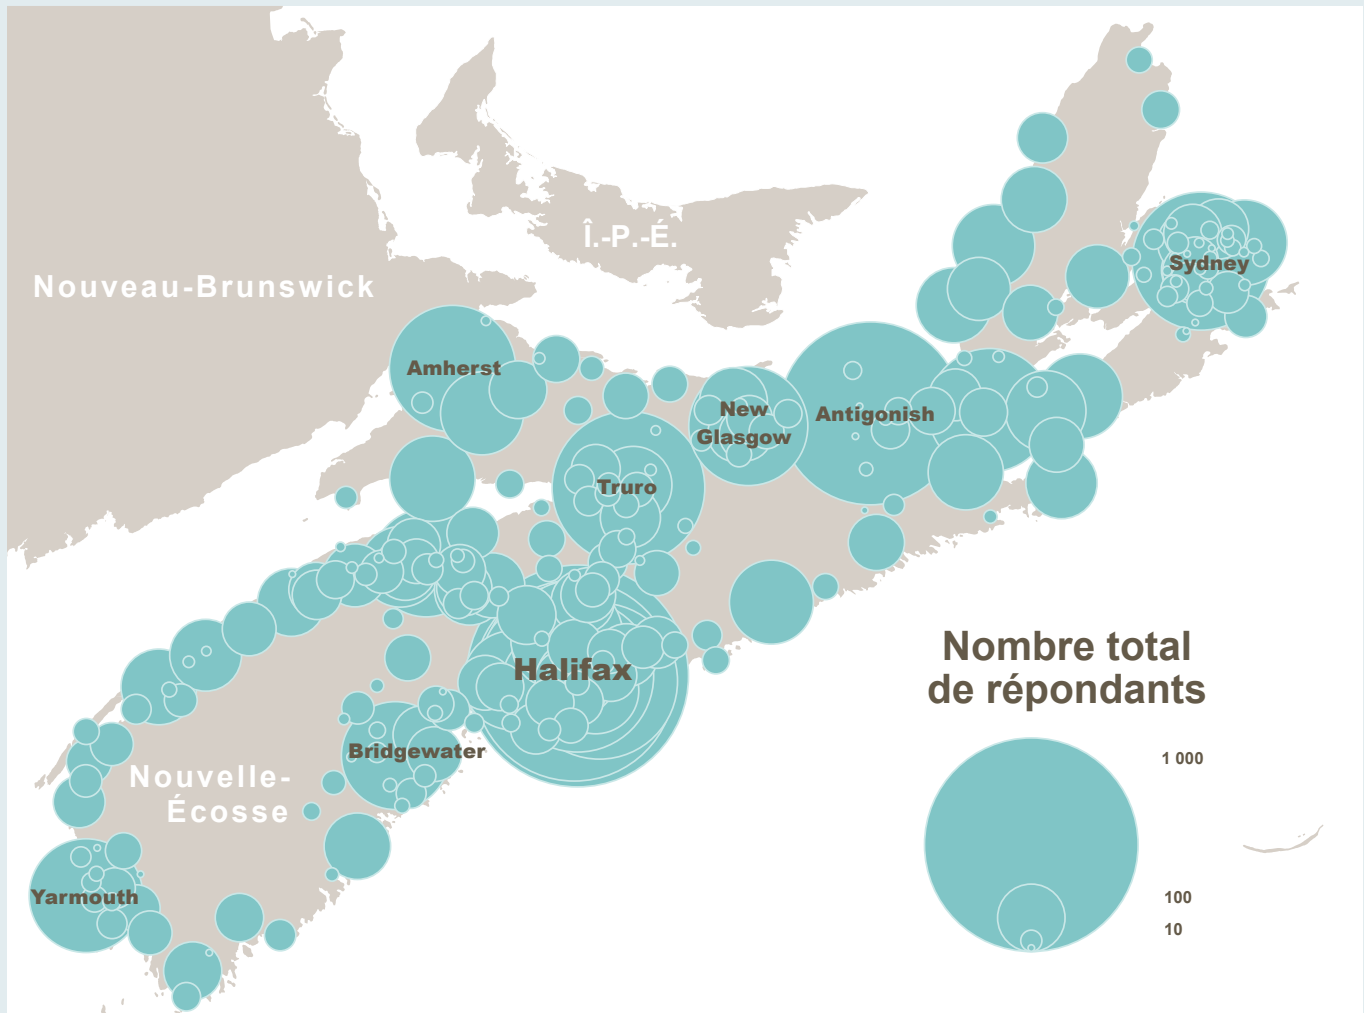 Î.-P.-É.
Nouveau-Brunswick
Sydney
Amherst
New
Glasgow
Antigonish
Truro
Halifax
Nombre total
de répondants
Bridgewater
1 000
Nouvelle-
Écosse
Yarmouth
100
10